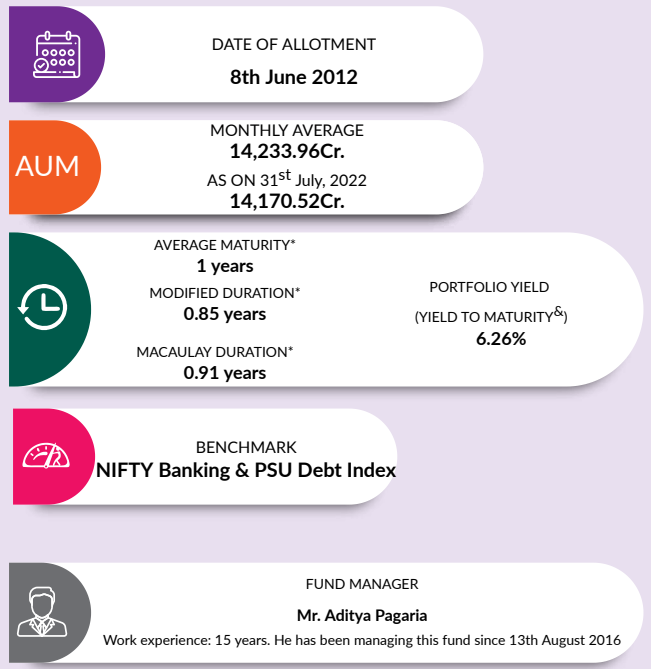 DATE OF ALLOTMENT
8th June 2012
AUM
MONTHLY AVERAGE
14,233.96Cr.
AS ON 31st July, 2022
14,170.52Cr.
AVERAGE MATURITY*
1 years
MODIFIED DURATION*
0.85 years
MACAULAY DURATION*
0.91 years
PORTFOLIO YIELD
(YIELD TO MATURITY&)
6.26%
BENCHMARK
NIFTY Banking & PSU Debt Index
FUND MANAGER
Mr. Aditya Pagaria
Work experience: 15 years. He has been managing this fund since 13th August 2016